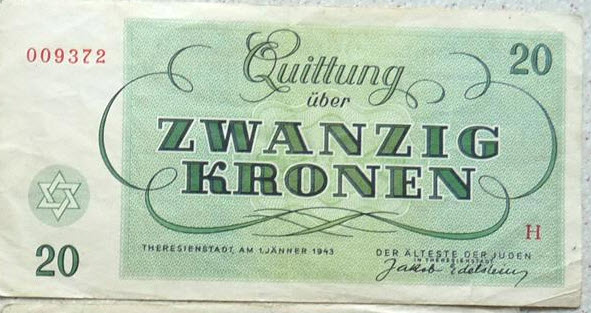 009372
Quittung
20
über
ZWANZIG
KRONEN
H
20
THERESIENSTADT, AM 1.JÄNNER 1943
DER ÄLTESTE DER JUDEN
IN THERESIENSTADT
Jakob Edelstein